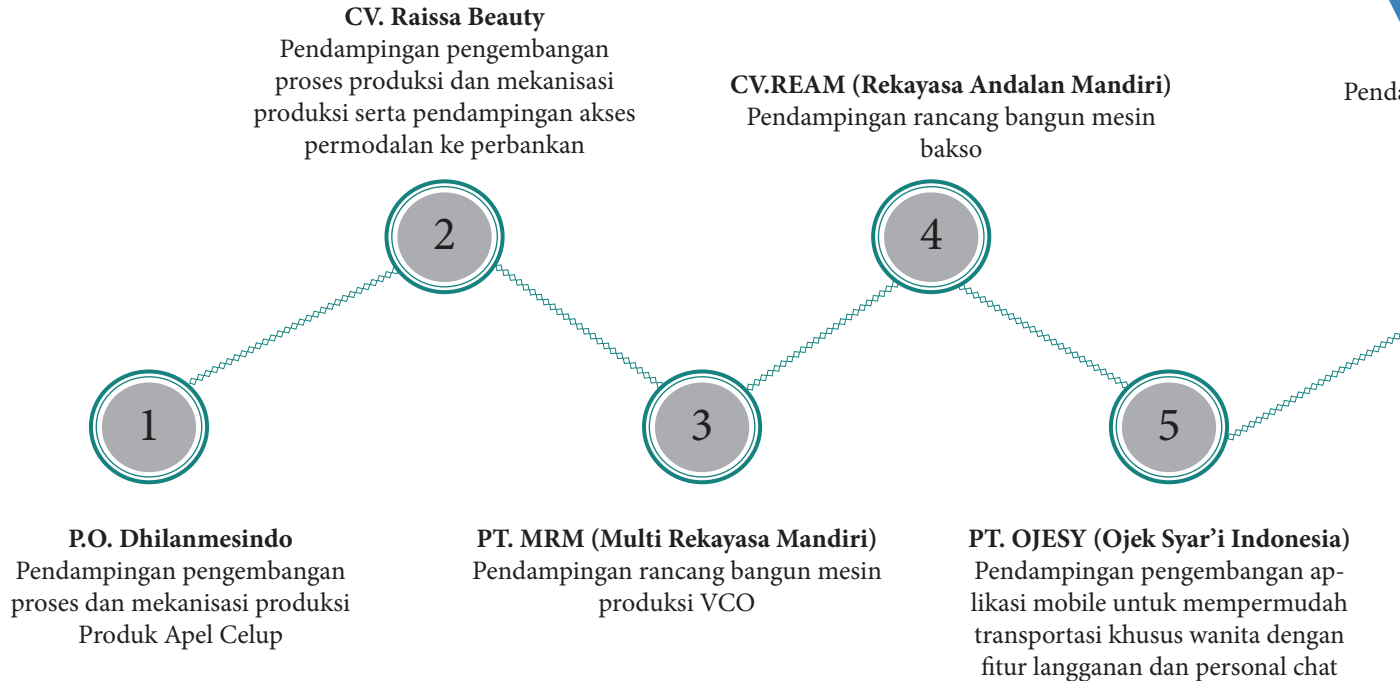 CV. Raissa Beauty
Pendampingan pengembangan
proses produksi dan mekanisasi
produksi serta pendampingan akses
permodalan ke perbankan
CV.REAM (Rekayasa Andalan Mandiri)
Pendampingan rancang bangun mesin
bakso
2
4
1
3
5
P.O. Dhilanmesindo
Pendampingan pengembangan
proses dan mekanisasi produksi
Produk Apel Celup
PT. MRM (Multi Rekayasa Mandiri)
Pendampingan rancang bangun mesin
produksi VCO
PT. OJESY (Ojek Syar’i Indonesia)
Pendampingan pengembangan ap-
likasi mobile untuk mempermudah
transportasi khusus wanita dengan
fitur langganan dan personal chat